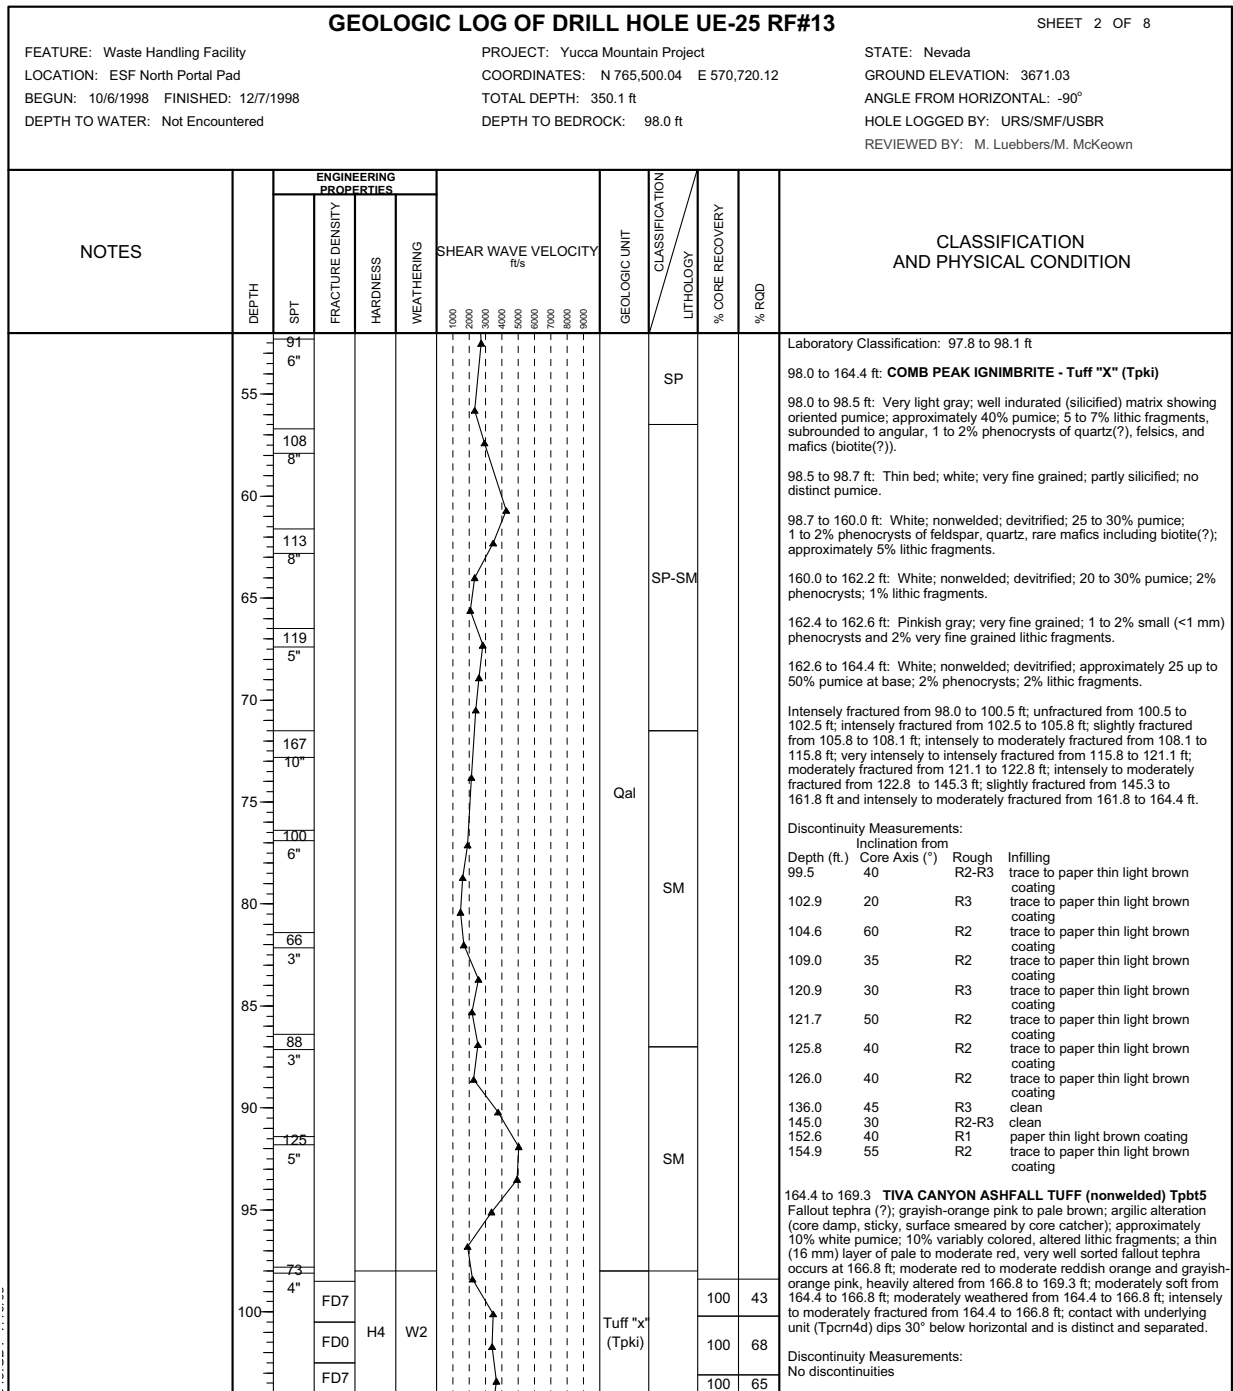 GEOLOGIC LOG OF DRILL HOLE UE-25 RF#13
SHEET 2 OF 8
FEATURE: Waste Handling Facility
LOCATION: ESF North Portal Pad
BEGUN: 10/6/1998 FINISHED: 12/7/1998
DEPTH TO WATER: Not Encountered
PROJECT: Yucca Mountain Project
COORDINATES: N 765,500.04 E 570,720.12
TOTAL DEPTH: 350.1 ft
DEPTH TO BEDROCK: 98.0 ft
STATE: Nevada
GROUND ELEVATION: 3671.03
ANGLE FROM HORIZONTAL: -90°
HOLE LOGGED BY: URS/SMF/USBR
REVIEWED BY: M. Luebbers/M. McKeown
NOTES
DEPTH
ENGINEERING
PROPERTIES
SPT
FRACTURE DENSITY
HARDNESS
WEATHERING
SHEAR WAVE VELOCITY
ft/s
1000 2000 3000 4000 5000 6000 7000 8000 9000
GEOLOGIC UNIT
CLASSIFICATION
LITHOLOGY
% CORE RECOVERY
% RQD
CLASSIFICATION
AND PHYSICAL CONDITION
55
60
65
70
75
80
85
90
95
100
91
6"
108
8"
113
8"
119
5"
167
10"
100
6"
66
3"
88
3"
125
5"
73
4"
FD7
FD0
FD7
H4
W2
Qal
Tuff "x"
(Tpki)
SP
SP-SM
SM
SM
100 43
100 68
100 65
Laboratory Classification: 97.8 to 98.1 ft
98.0 to 164.4 ft: COMB PEAK IGNIMBRITE - Tuff "X" (Tpki)
98.0 to 98.5 ft: Very light gray; well indurated (silicified) matrix showing
oriented pumice; approximately 40% pumice; 5 to 7% lithic fragments,
subrounded to angular, 1 to 2% phenocrysts of quartz(?), felsics, and
mafics (biotite(?)).
98.5 to 98.7 ft: Thin bed; white; very fine grained; partly silicified; no
distinct pumice.
98.7 to 160.0 ft: White; nonwelded; devitrified; 25 to 30% pumice;
1 to 2% phenocrysts of feldspar, quartz, rare mafics including biotite(?);
approximately 5% lithic fragments.
160.0 to 162.2 ft: White; nonwelded; devitrified; 20 to 30% pumice; 2%
phenocrysts; 1% lithic fragments.
162.4 to 162.6 ft: Pinkish gray; very fine grained; 1 to 2% small (<1 mm)
phenocrysts and 2% very fine grained lithic fragments.
162.6 to 164.4 ft: White; nonwelded; devitrified; approximately 25 up to
50% pumice at base; 2% phenocrysts; 2% lithic fragments.
Intensely fractured from 98.0 to 100.5 ft; unfractured from 100.5 to
102.5 ft; intensely fractured from 102.5 to 105.8 ft; slightly fractured
from 105.8 to 108.1 ft; intensely to moderately fractured from 108.1 to
115.8 ft; very intensely to intensely fractured from 115.8 to 121.1 ft;
moderately fractured from 121.1 to 122.8 ft; intensely to moderately
fractured from 122.8 to 145.3 ft; slightly fractured from 145.3 to
161.8 ft and intensely to moderately fractured from 161.8 to 164.4 ft.
Discontinuity Measurements:
Inclination from
Depth (ft.) Core Axis (°) Rough Infilling
99.5 40 R2-R3 trace to paper thin light brown
coating
102.9 20 R3 trace to paper thin light brown
coating
104.6 60 R2 trace to paper thin light brown
coating
109.0 35 R2 trace to paper thin light brown
coating
120.9 30 R3 trace to paper thin light brown
coating
121.7 50 R2 trace to paper thin light brown
coating
125.8 40 R2 trace to paper thin light brown
coating
126.0 40 R2 trace to paper thin light brown
coating
136.0 45 R3 clean
145.0 30 R2-R3 clean
152.6 40 R1 paper thin light brown coating
154.9 55 R2 trace to paper thin light brown
coating
164.4 to 169.3 TIVA CANYON ASHFALL TUFF (nonwelded) Tpbt5
Fallout tephra (?); grayish-orange pink to pale brown; argilic alteration
(core damp, sticky, surface smeared by core catcher); approximately
10% white pumice; 10% variably colored, altered lithic fragments; a thin
(16 mm) layer of pale to moderate red, very well sorted fallout tephra
occurs at 166.8 ft; moderate red to moderate reddish orange and grayish-
orange pink, heavily altered from 166.8 to 169.3 ft; moderately soft from
164.4 to 166.8 ft; moderately weathered from 164.4 to 166.8 ft; intensely
to moderately fractured from 164.4 to 166.8 ft; contact with underlying
unit (Tpcrn4d) dips 30° below horizontal and is distinct and separated.
Discontinuity Measurements:
No discontinuities